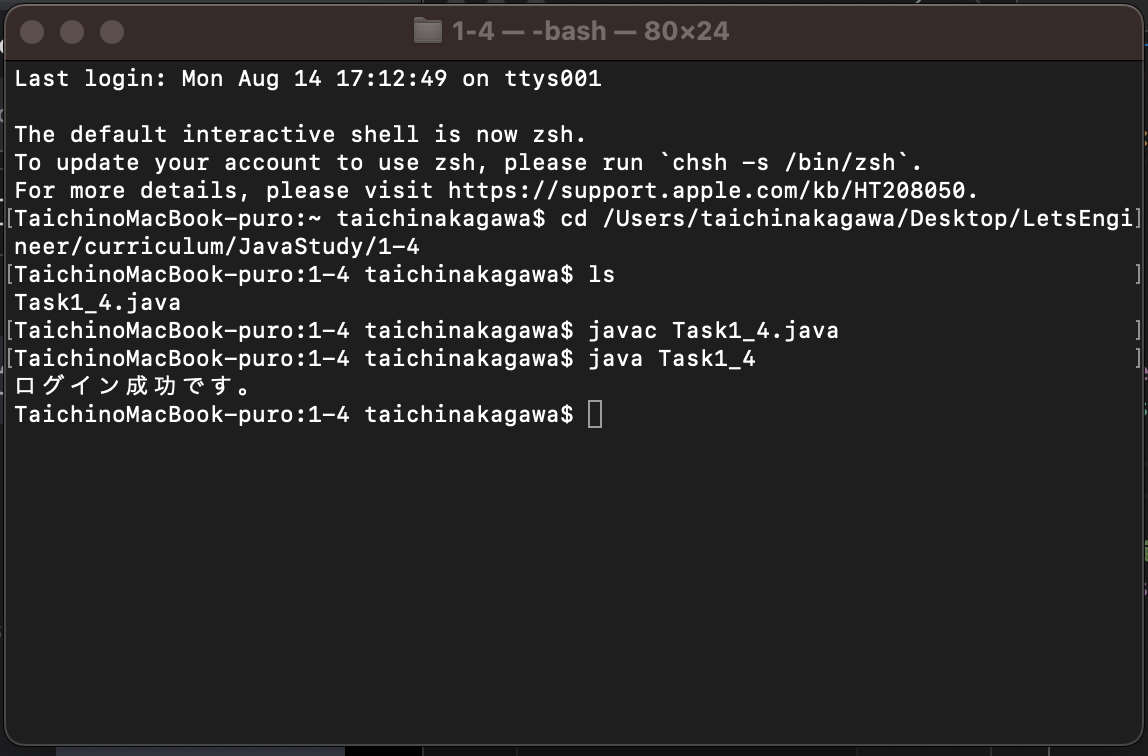 1-4 — -bash — 80×24
Last login: Mon Aug 14 17:12:49 on ttys001
The default interactive shell is now zsh.
To update your account to use zsh, please run `chsh -s /bin/zsh`.
For more details, please visit https://support.apple.com/kb/HT208050.
[TaichinoMacBook-puro:~ taichinakagawa$ cd /Users/taichinakagawa/Desktop/LetsEngi]
neer/curriculum/JavaStudy/1-4
[TaichinoMacBook-puro:1-4 taichinakagawa$ ls ]
Task1_4.java
[TaichinoMacBook-puro:1-4 taichinakagawa$ javac Task1_4.java ]
[TaichinoMacBook-puro:1-4 taichinakagawa$ java Task1_4 ]
ログイン成功です。
TaichinoMacBook-puro:1-4 taichinakagawa$